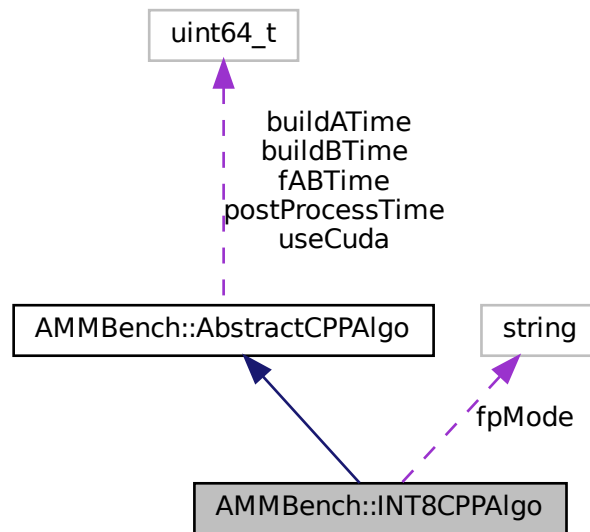 uint64_t
buildATime
buildBTime
fABTime
postProcessTime
useCuda
AMMBench::AbstractCPPAlgo
string
fpMode
AMMBench::INT8CPPAlgo